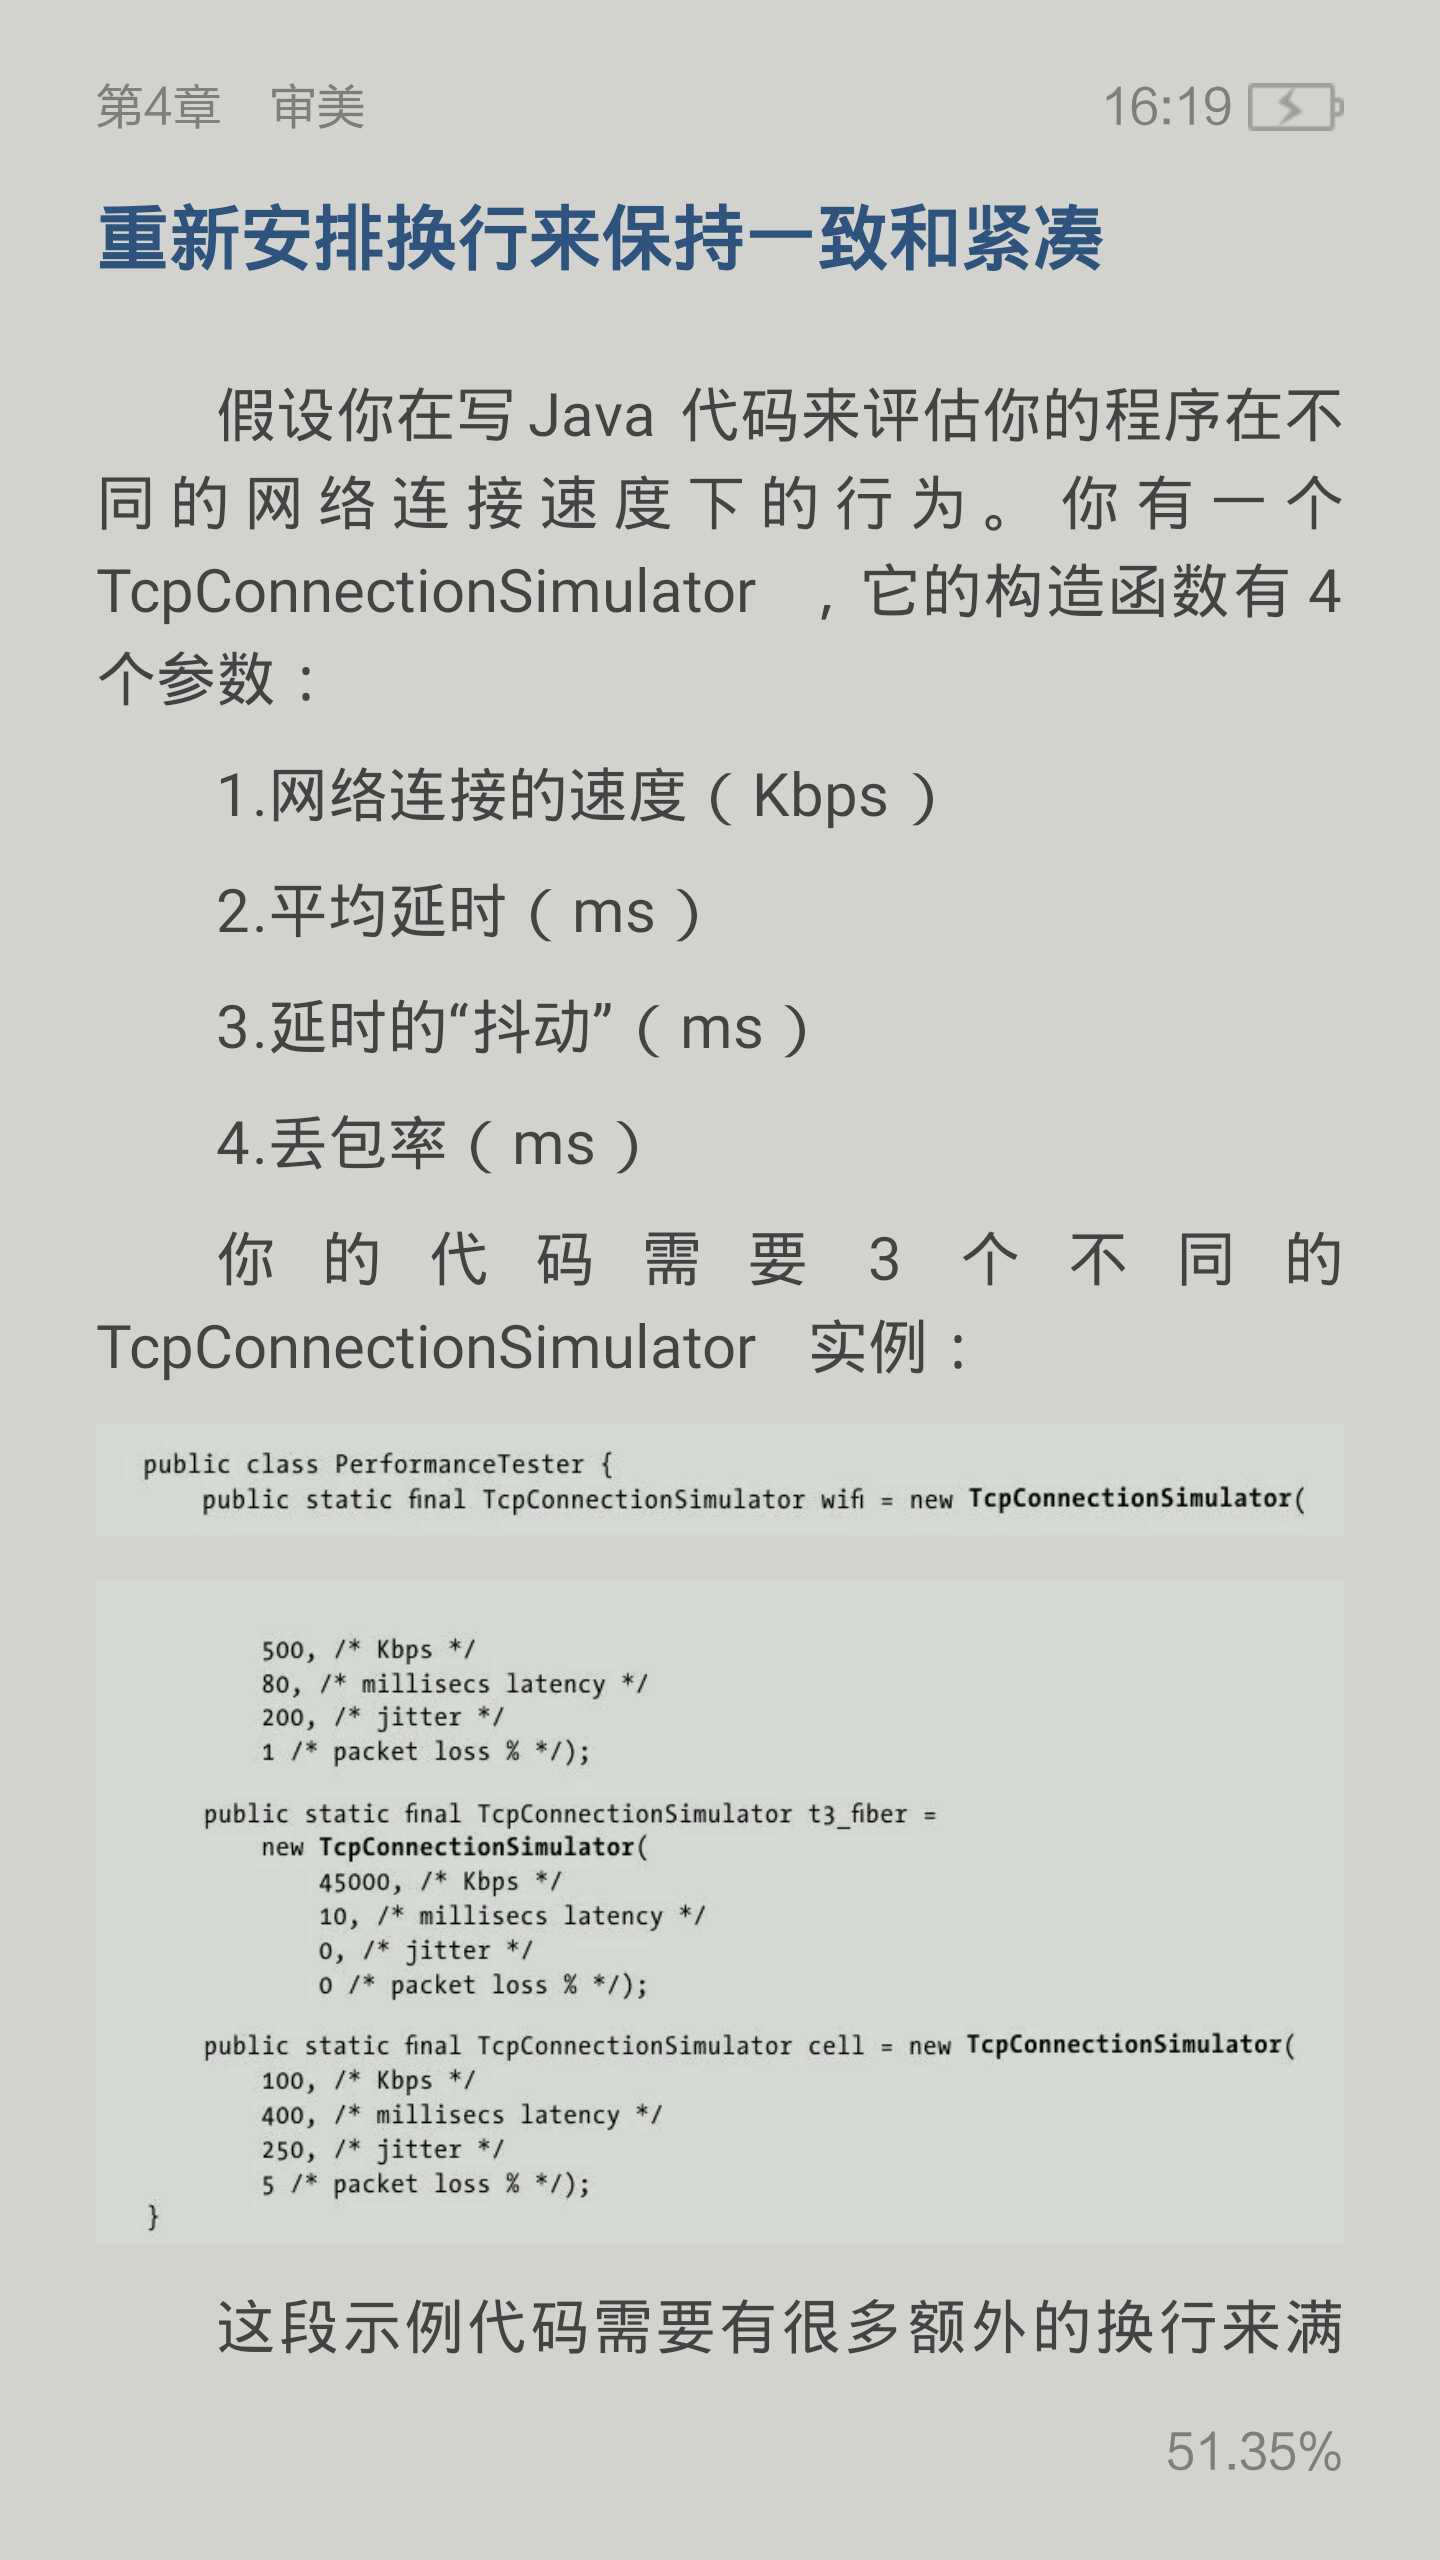 第4章　审美
16:19
重新安排换行来保持一致和紧凑
假设你在写 Java 代码来评估你的程序在不
同的网络连接速度下的行为。你有一个
TcpConnectionSimulator ，它的构造函数有 4
个参数：
1.网络连接的速度（Kbps）
2.平均延时（ms）
3.延时的“抖动”（ms）
4.丢包率（ms）
你的代码需要 3 个不同的
TcpConnectionSimulator 实例：
public class PerformanceTester {
    public static final TcpConnectionSimulator wifi = new TcpConnectionSimulator(
        500, /* Kbps */
        80, /* millisecs latency */
        200, /* jitter */
        1 /* packet loss % */);
    public static final TcpConnectionSimulator t3_fiber =
        new TcpConnectionSimulator(
            45000, /* Kbps */
            10, /* millisecs latency */
            0, /* jitter */
            0 /* packet loss % */);
    public static final TcpConnectionSimulator cell = new TcpConnectionSimulator(
        100, /* Kbps */
        400, /* millisecs latency */
        250, /* jitter */
        5 /* packet loss % */);
}
这段示例代码需要有很多额外的换行来满
51.35%